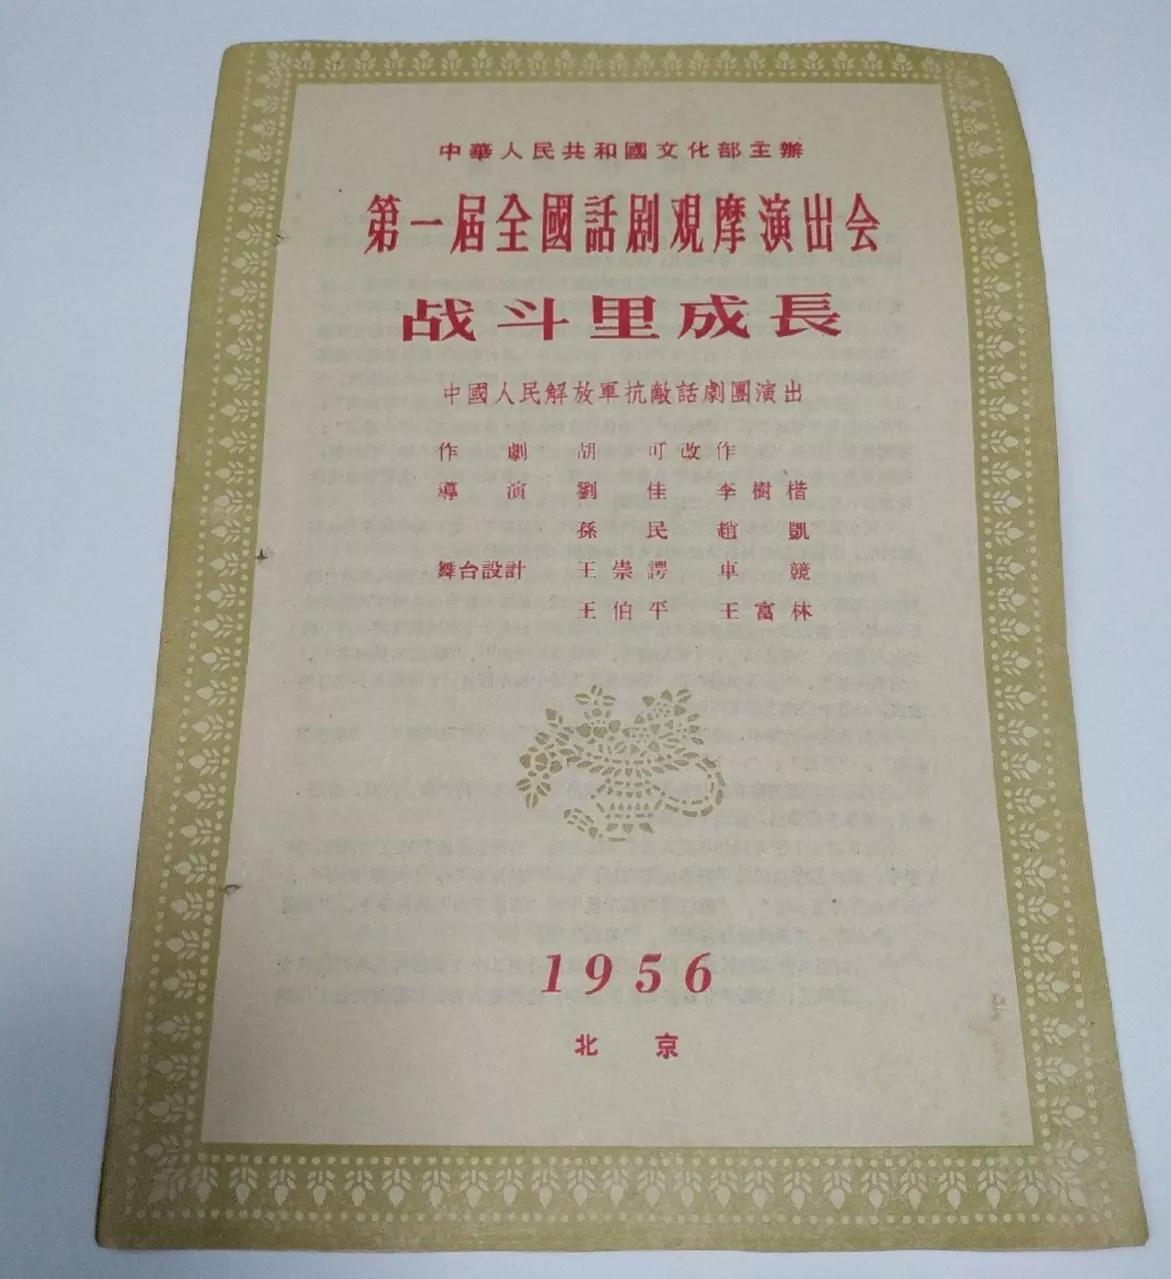 中華人民共和國文化部主辦
第一届全國話剧观摩演出会
战斗里成長
中國人民解放軍抗敵話劇團演出
作劇 胡可改作
導演 劉佳 李樹楷
孫民 趙凱
舞台設計 王崇諤 車競
王伯平 王富林
1956
北京